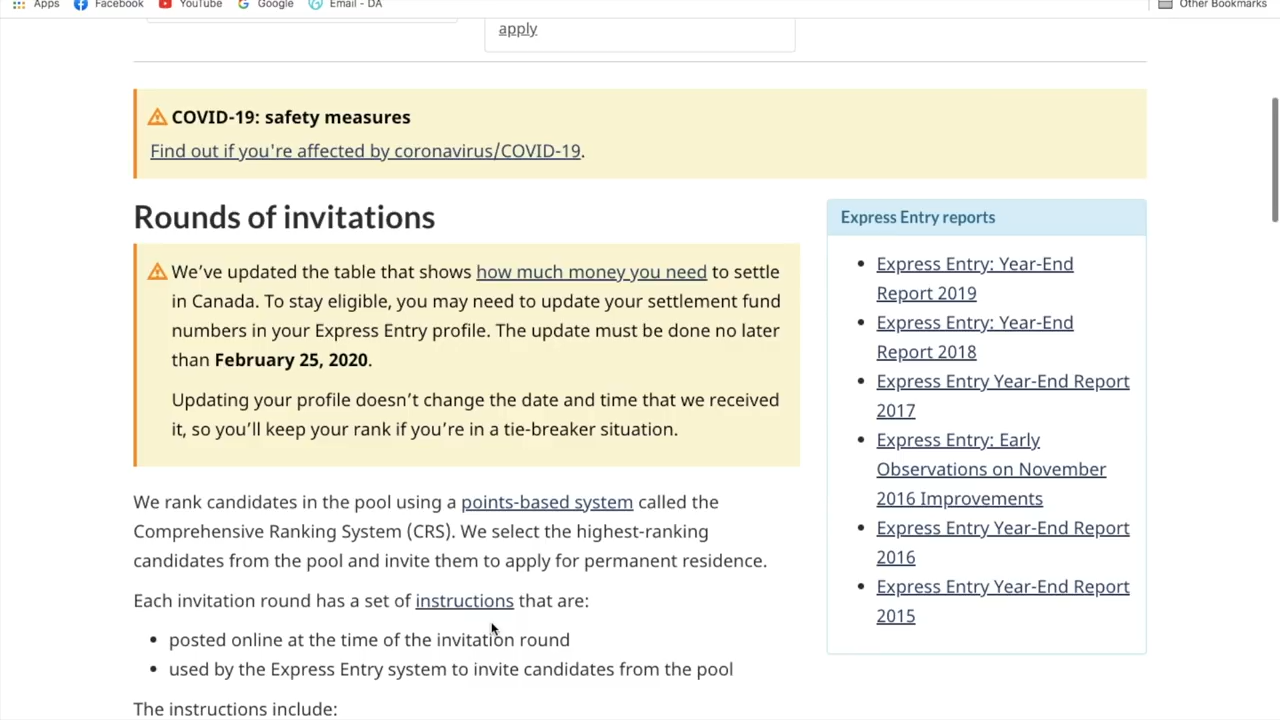 Apps Facebook YouTube Google Email - DA Other Bookmarks
apply
COVID-19: safety measures
Find out if you're affected by coronavirus/COVID-19.
Rounds of invitations
We’ve updated the table that shows how much money you need to settle
in Canada. To stay eligible, you may need to update your settlement fund
numbers in your Express Entry profile. The update must be done no later
than February 25, 2020.
Updating your profile doesn’t change the date and time that we received
it, so you’ll keep your rank if you’re in a tie-breaker situation.
We rank candidates in the pool using a points-based system called the
Comprehensive Ranking System (CRS). We select the highest-ranking
candidates from the pool and invite them to apply for permanent residence.
Each invitation round has a set of instructions that are:
• posted online at the time of the invitation round
• used by the Express Entry system to invite candidates from the pool
The instructions include:
Express Entry reports
• Express Entry: Year-End
Report 2019
• Express Entry: Year-End
Report 2018
• Express Entry Year-End Report
2017
• Express Entry: Early
Observations on November
2016 Improvements
• Express Entry Year-End Report
2016
• Express Entry Year-End Report
2015